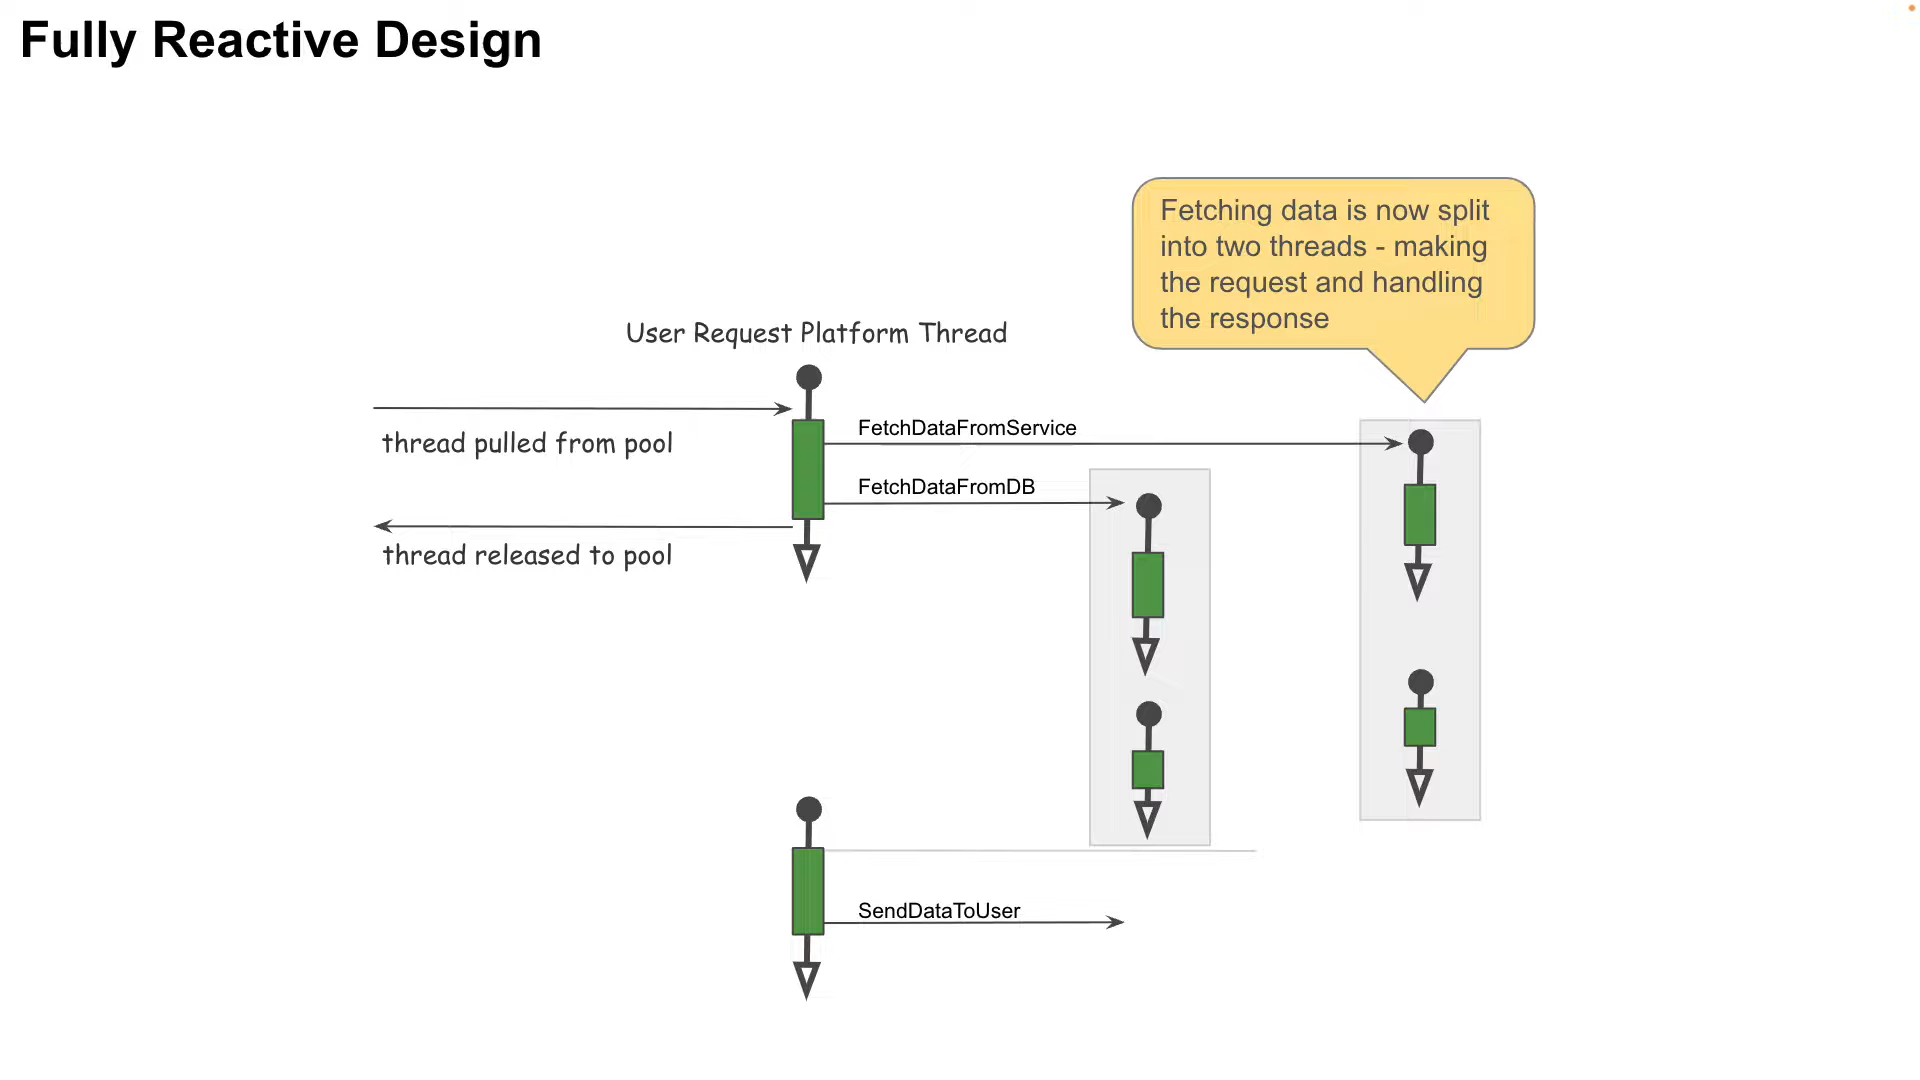 Fully Reactive Design
Fetching data is now split
into two threads - making
the request and handling
the response
User Request Platform Thread
thread pulled from pool
FetchDataFromService
FetchDataFromDB
thread released to pool
SendDataToUser